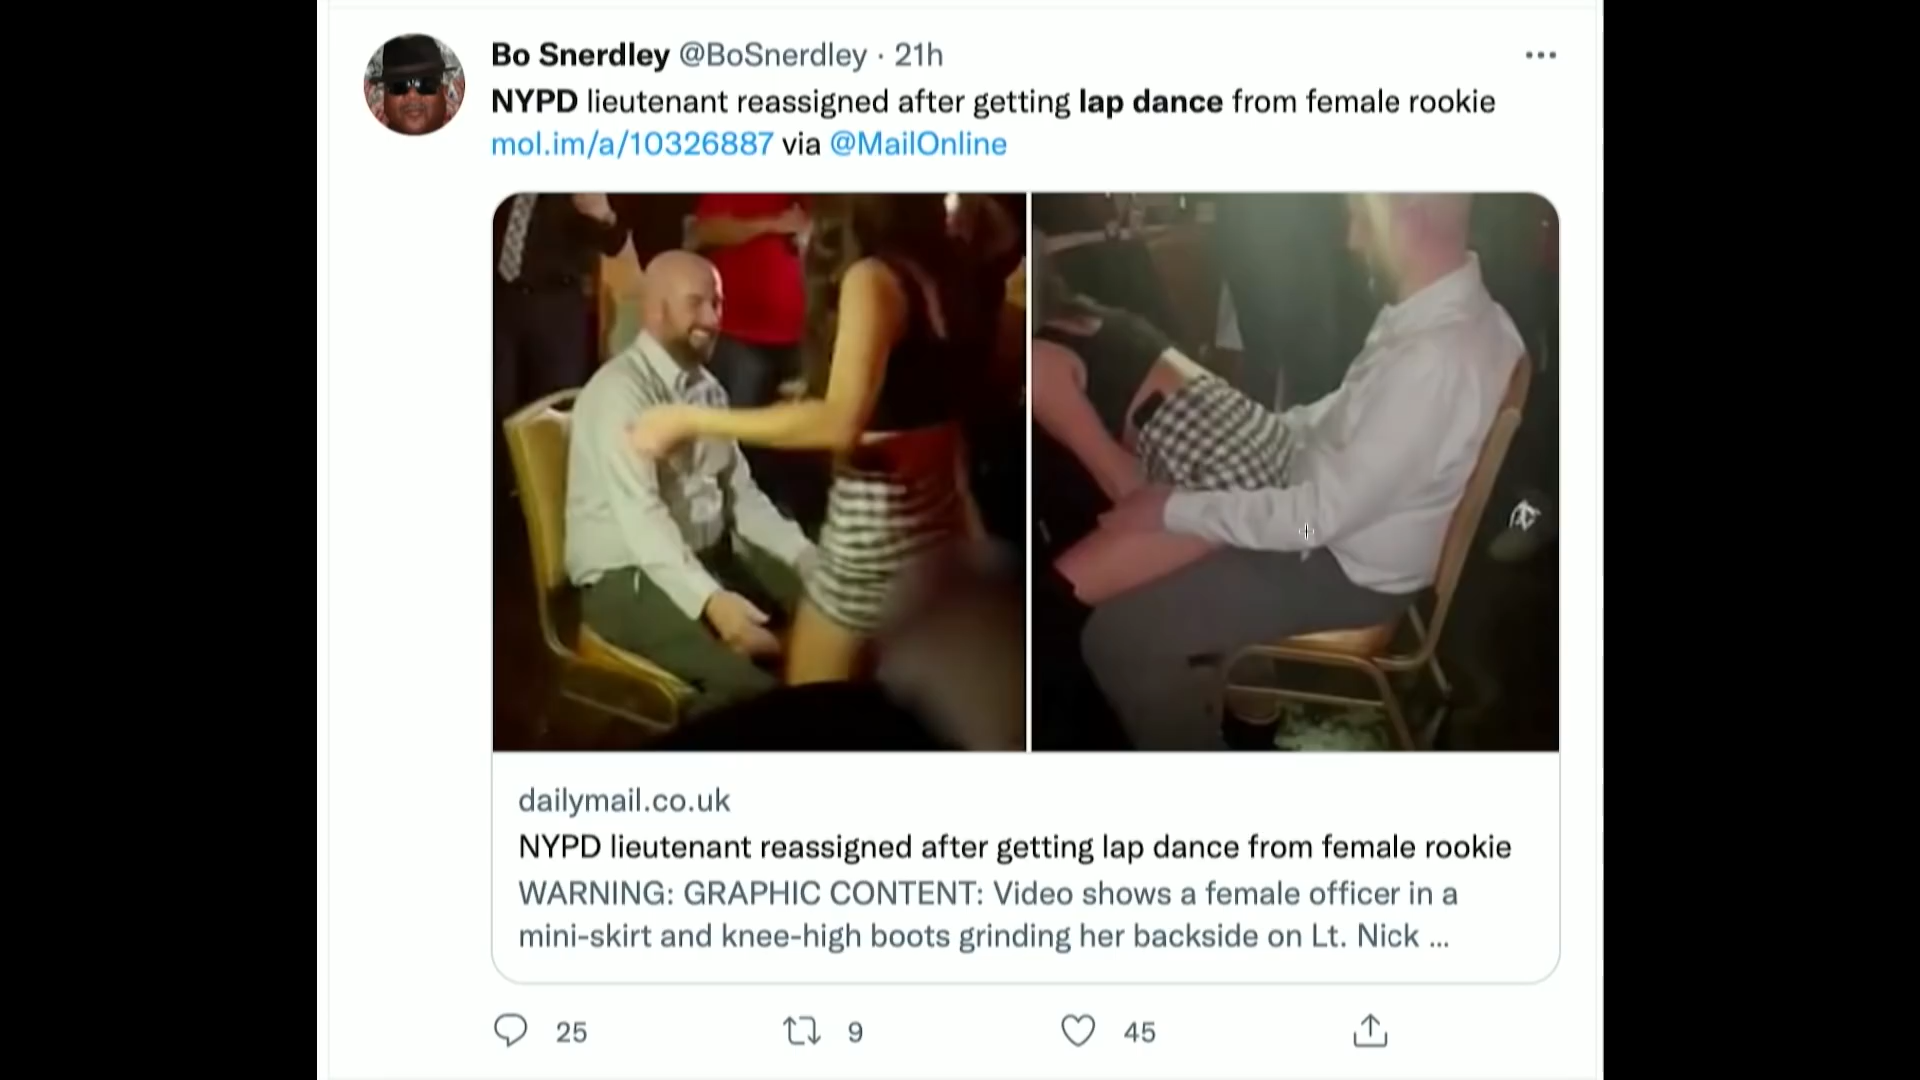 Bo Snerdley @BoSnerdley · 21h
NYPD lieutenant reassigned after getting lap dance from female rookie
mol.im/a/10326887 via @MailOnline
dailymail.co.uk
NYPD lieutenant reassigned after getting lap dance from female rookie
WARNING: GRAPHIC CONTENT: Video shows a female officer in a
mini-skirt and knee-high boots grinding her backside on Lt. Nick ...
25 9 45